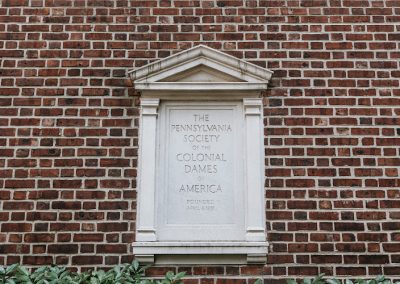 THE
PENNSYLVANIA
SOCIETY
OF THE
COLONIAL
DAMES
OF
AMERICA
FOUNDED